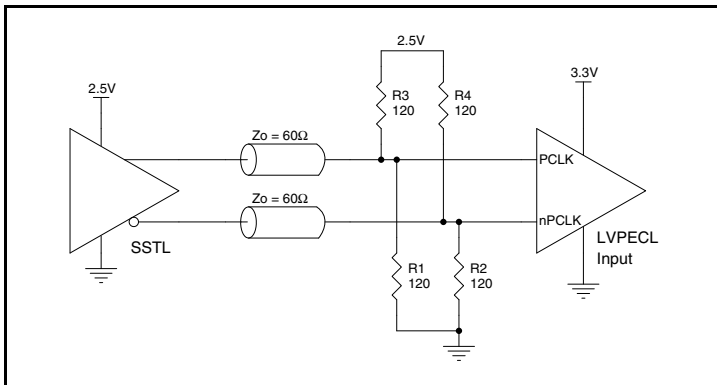 2.5V
3.3V
2.5V
R3
120
R4
120
Zo = 60Ω
PCLK
Zo = 60Ω
nPCLK
SSTL
LVPECL
Input
R1
120
R2
120